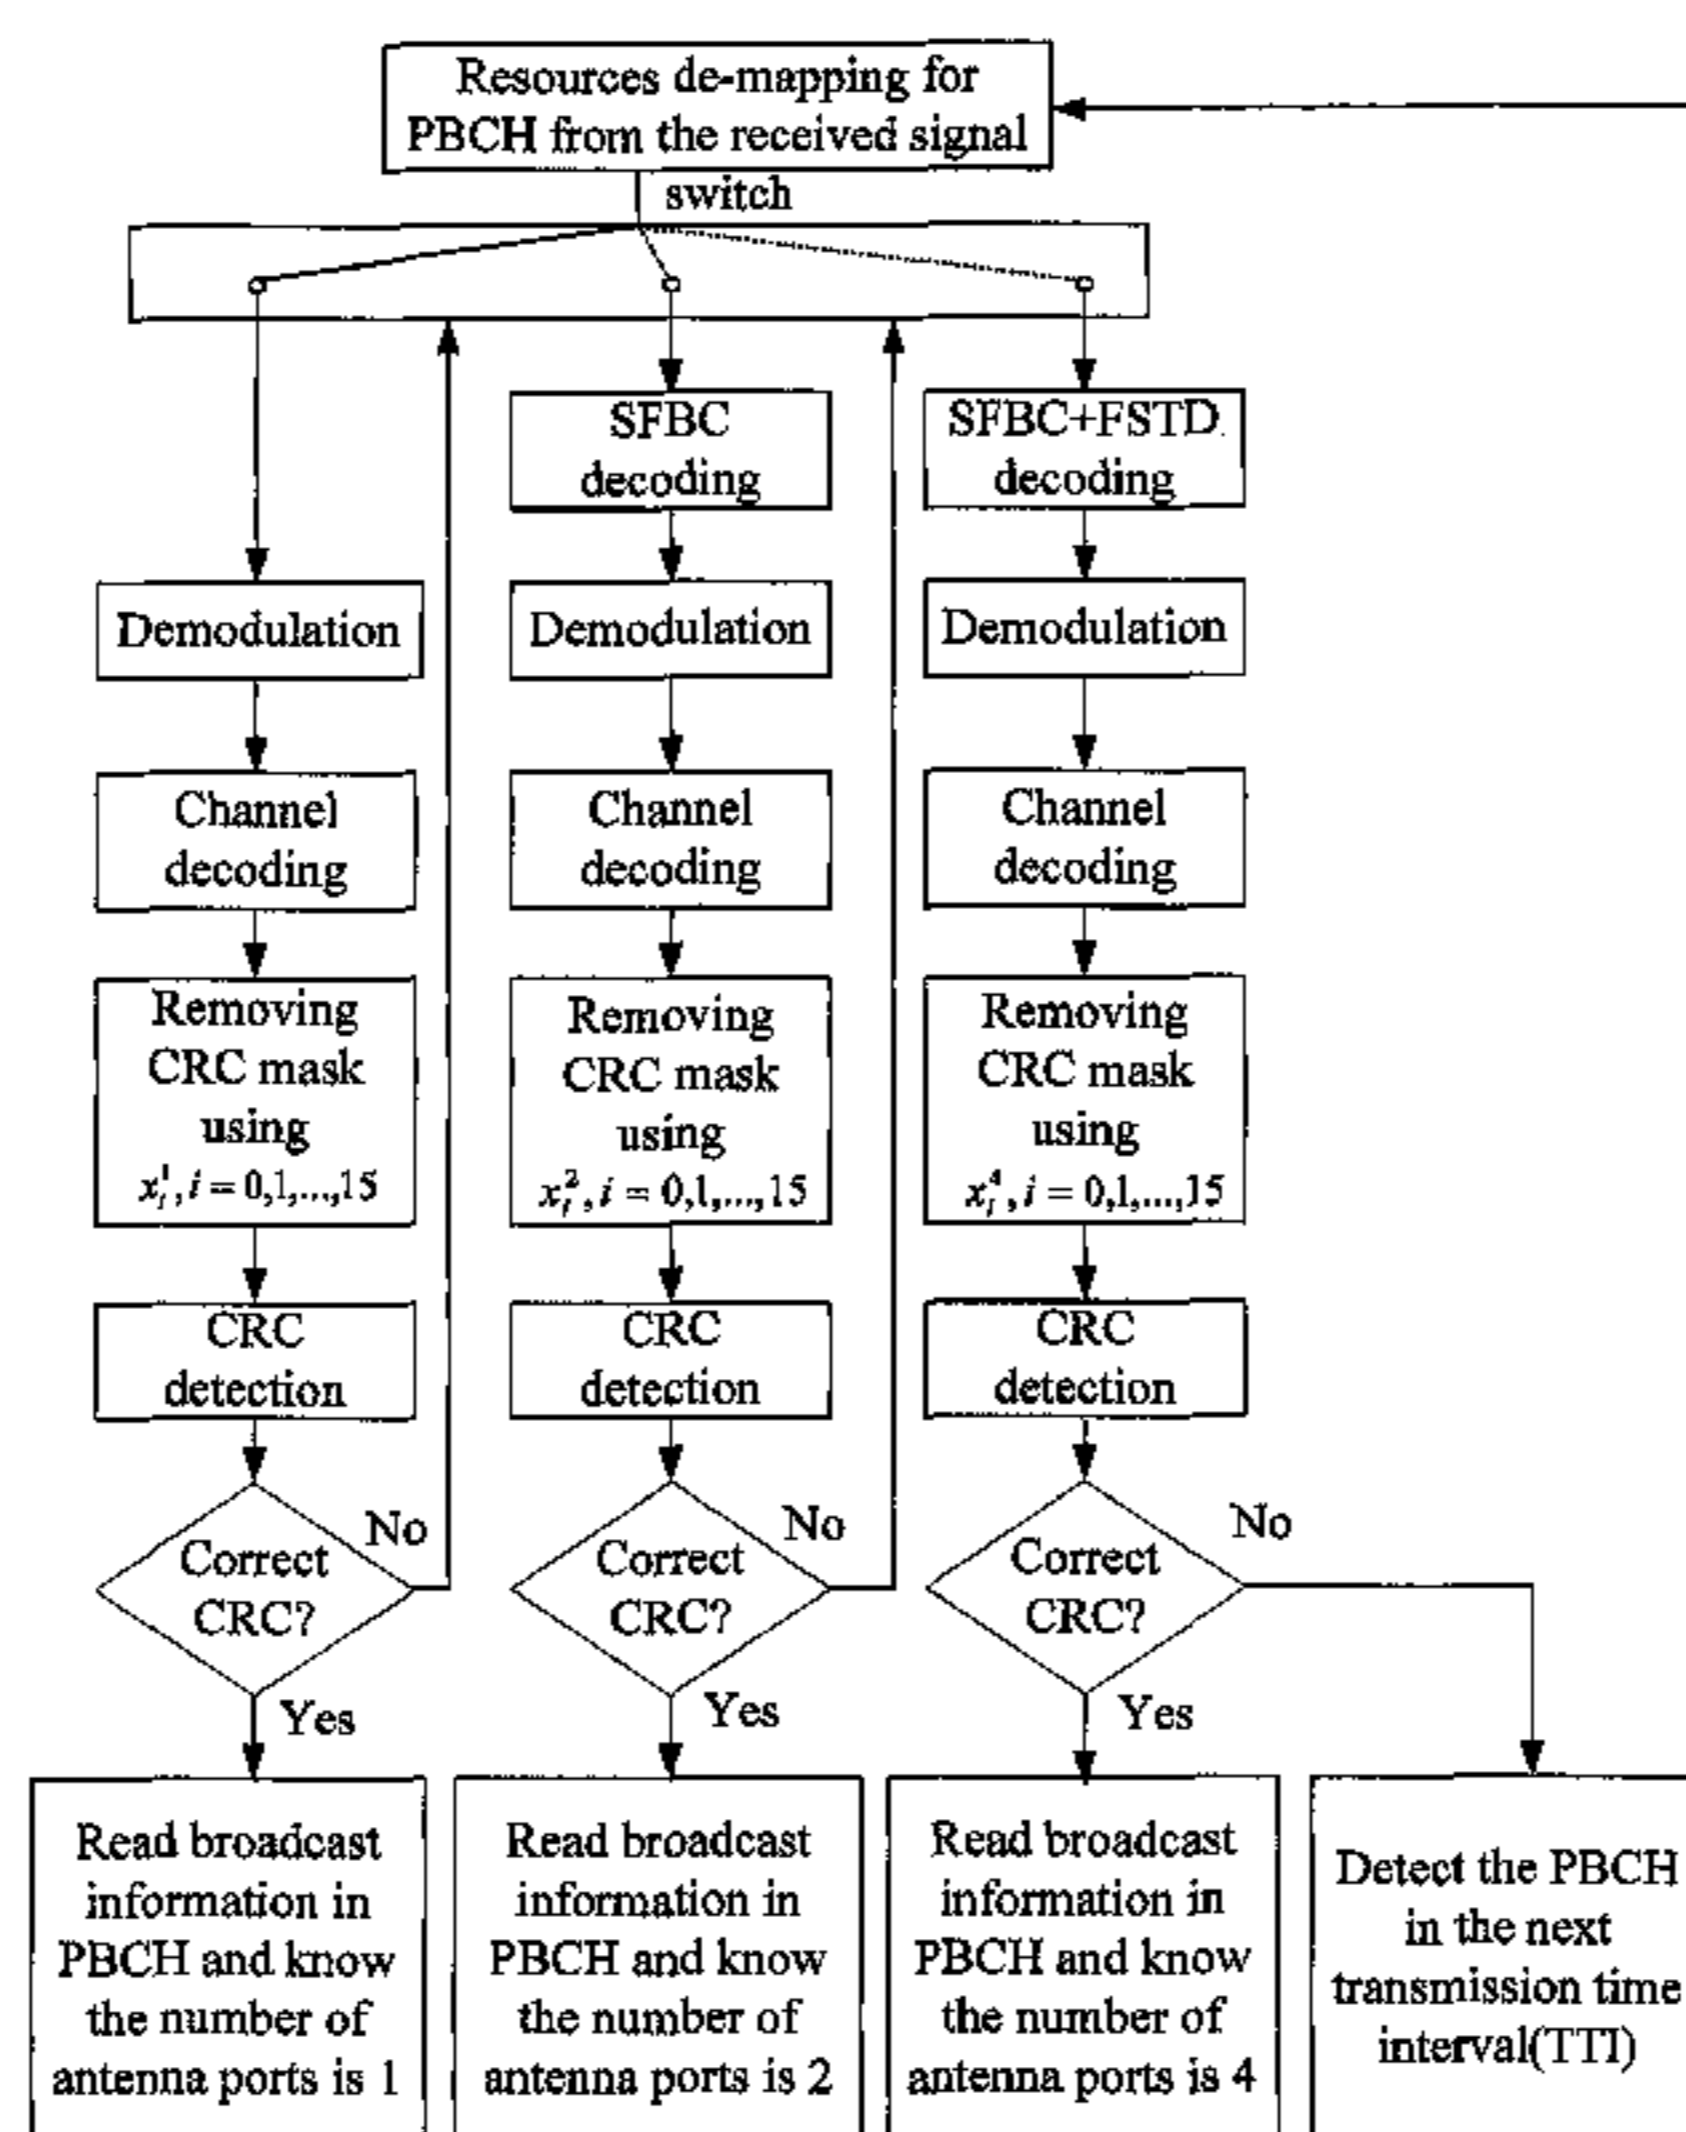 Resources de-mapping for
PBCH from the received signal
switch
SFBC
decoding
SFBC+FSTD
decoding
Demodulation
Demodulation
Demodulation
Channel
decoding
Channel
decoding
Channel
decoding
Removing
CRC mask
using
x_i^1, i = 0,1,...,15
Removing
CRC mask
using
x_i^2, i = 0,1,...,15
Removing
CRC mask
using
x_i^4, i = 0,1,...,15
CRC
detection
CRC
detection
CRC
detection
Correct
CRC?
No
Yes
Correct
CRC?
No
Yes
Correct
CRC?
No
Yes
Read broadcast
information in
PBCH and know
the number of
antenna ports is 1
Read broadcast
information in
PBCH and know
the number of
antenna ports is 2
Read broadcast
information in
PBCH and know
the number of
antenna ports is 4
Detect the PBCH
in the next
transmission time
interval(TTI)